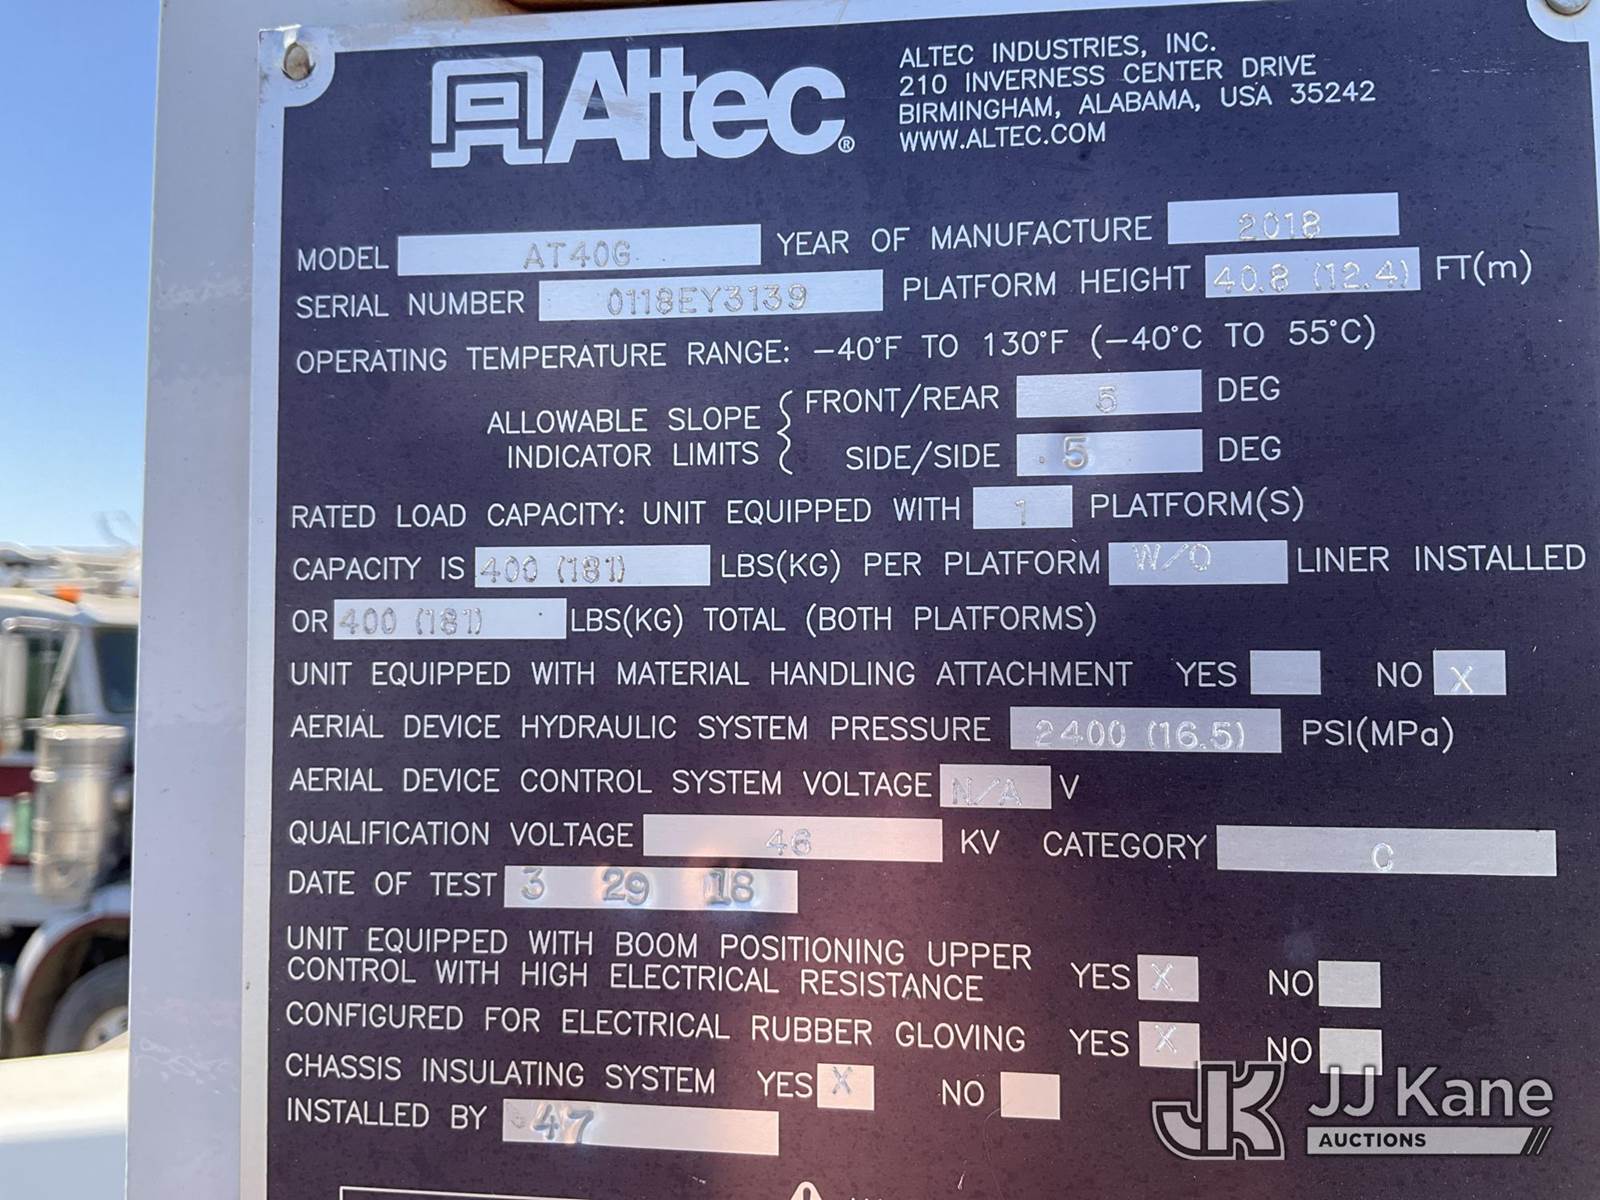 Altec®
ALTEC INDUSTRIES, INC.
210 INVERNESS CENTER DRIVE
BIRMINGHAM, ALABAMA, USA 35242
WWW.ALTEC.COM
MODEL AT40G YEAR OF MANUFACTURE 2018
SERIAL NUMBER 0118EY3139 PLATFORM HEIGHT 40.8 (12.4) FT(m)
OPERATING TEMPERATURE RANGE: -40°F TO 130°F (-40°C TO 55°C)
ALLOWABLE SLOPE INDICATOR LIMITS { FRONT/REAR 5 DEG
SIDE/SIDE 5 DEG
RATED LOAD CAPACITY: UNIT EQUIPPED WITH 1 PLATFORM(S)
CAPACITY IS 400 (181) LBS(KG) PER PLATFORM W/O LINER INSTALLED
OR 400 (181) LBS(KG) TOTAL (BOTH PLATFORMS)
UNIT EQUIPPED WITH MATERIAL HANDLING ATTACHMENT YES NO X
AERIAL DEVICE HYDRAULIC SYSTEM PRESSURE 2400 (16.5) PSI(MPa)
AERIAL DEVICE CONTROL SYSTEM VOLTAGE N/A V
QUALIFICATION VOLTAGE 46 KV CATEGORY C
DATE OF TEST 3 29 18
UNIT EQUIPPED WITH BOOM POSITIONING UPPER
CONTROL WITH HIGH ELECTRICAL RESISTANCE YES X NO
CONFIGURED FOR ELECTRICAL RUBBER GLOVING YES X NO
CHASSIS INSULATING SYSTEM YES X NO
INSTALLED BY 47
JK JJ Kane
AUCTIONS